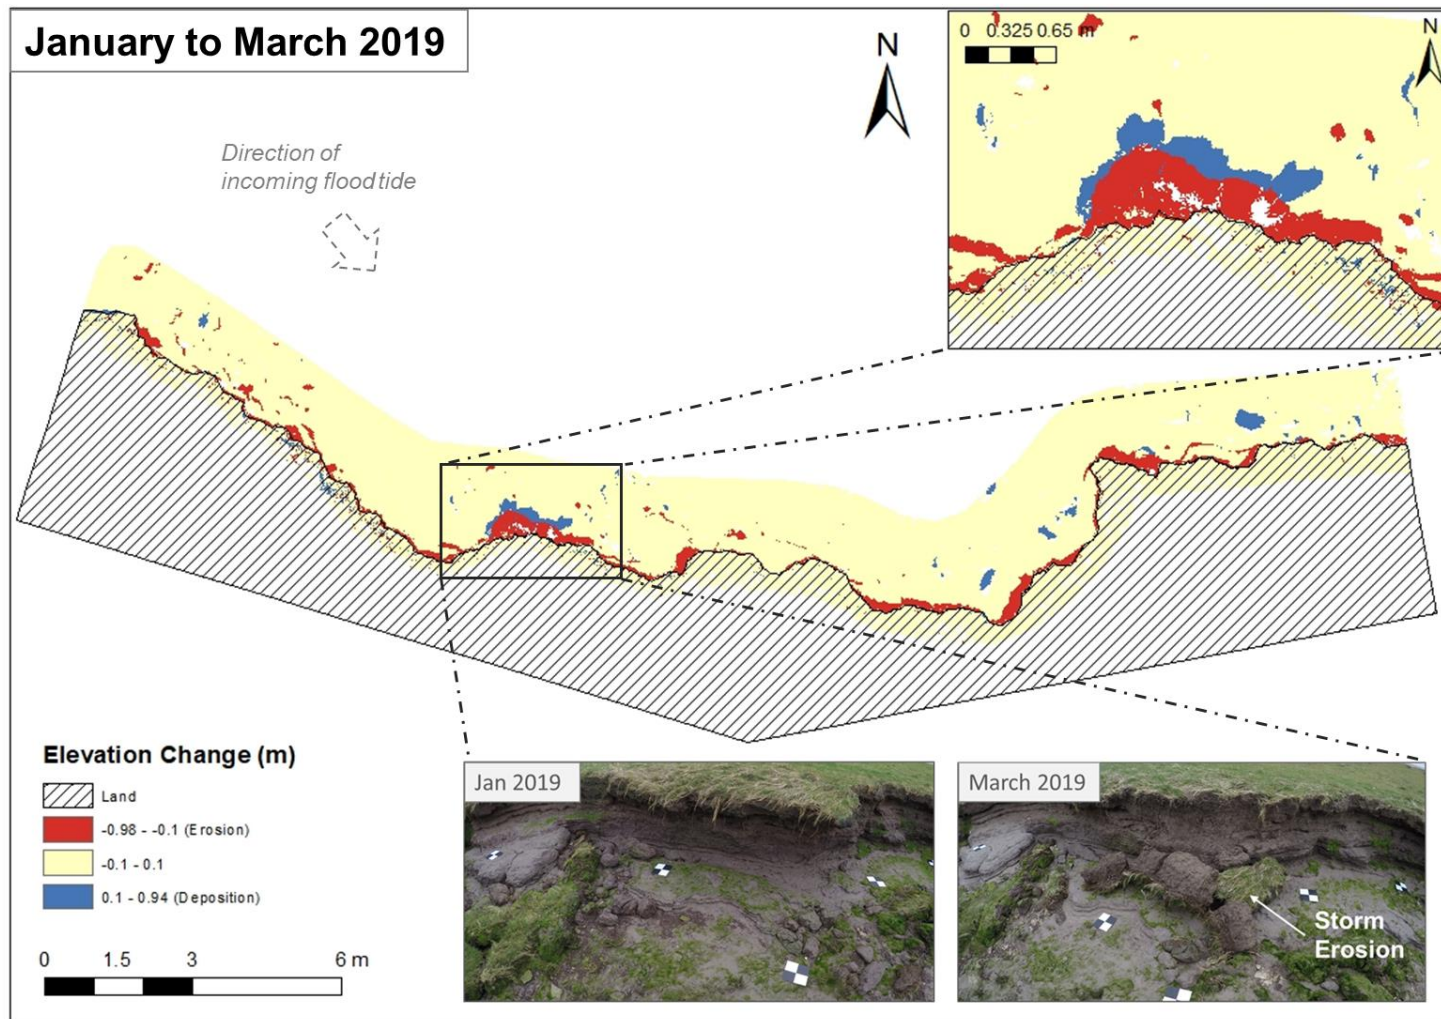 January to March 2019
N
0 0.325 0.65 m
N
Direction of
incoming flood tide
Elevation Change (m)
Land
-0.98 - -0.1 (Erosion)
-0.1 - 0.1
0.1 - 0.94 (Deposition)
0 1.5 3 6 m
Jan 2019
March 2019
Storm
Erosion